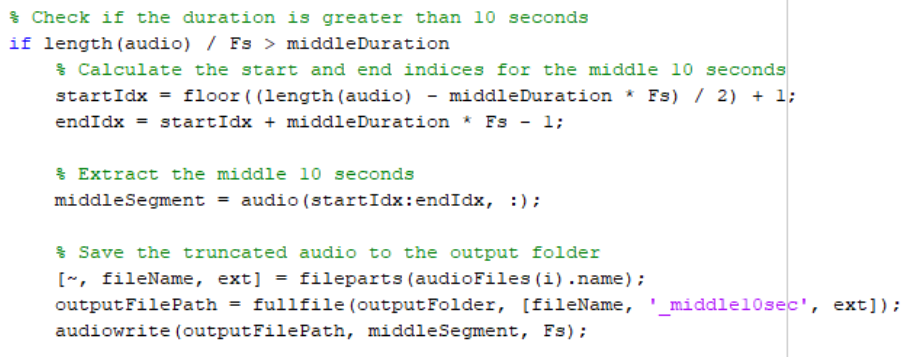 % Check if the duration is greater than 10 seconds
if length(audio) / Fs > middleDuration
    % Calculate the start and end indices for the middle 10 seconds
    startIdx = floor((length(audio) - middleDuration * Fs) / 2) + 1;
    endIdx = startIdx + middleDuration * Fs - 1;

    % Extract the middle 10 seconds
    middleSegment = audio(startIdx:endIdx, :);

    % Save the truncated audio to the output folder
    [~, fileName, ext] = fileparts(audioFiles(i).name);
    outputFilePath = fullfile(outputFolder, [fileName, '_middle10sec', ext]);
    audiowrite(outputFilePath, middleSegment, Fs);